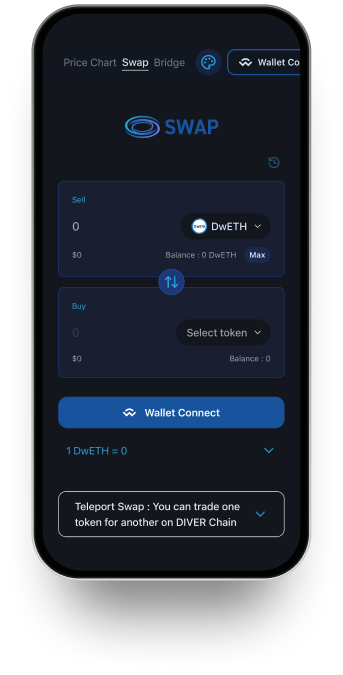 Price Chart Swap Bridge Wallet Co
SWAP
Sell
0 DwETH
$0 Balance : 0 DwETH Max
Buy
0 Select token
$0 Balance : 0
Wallet Connect
1 DwETH = 0
Teleport Swap : You can trade one
token for another on DIVER Chain